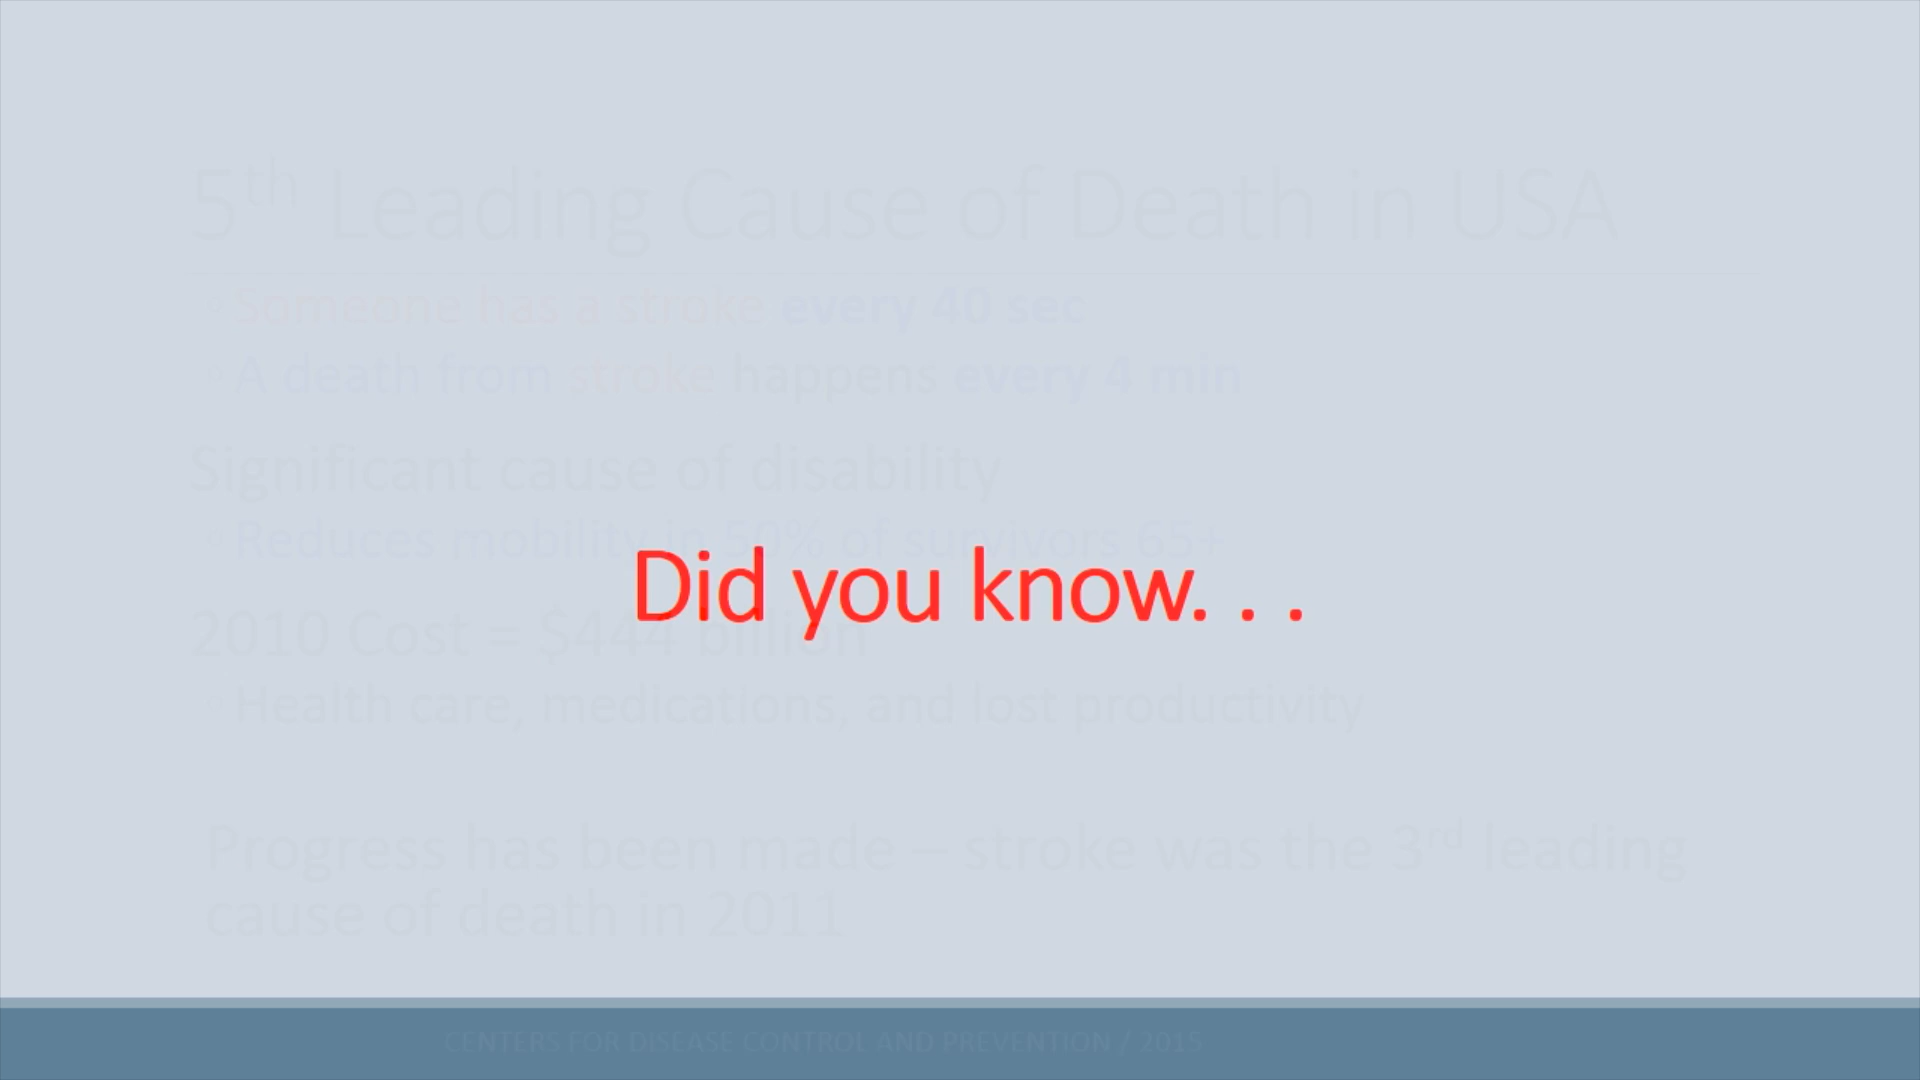 5th Leading Cause of Death in USA
◦ Someone has a stroke every 40 sec
◦ A death from stroke happens every 4 min
Significant cause of disability
◦ Reduces mobility in 50% of survivors 65+
Did you know. . .
2010 Cost = $444 billion
◦ Health care, medications, and lost productivity
Progress has been made – stroke was the 3rd leading
cause of death in 2011
CENTERS FOR DISEASE CONTROL AND PREVENTION / 2015